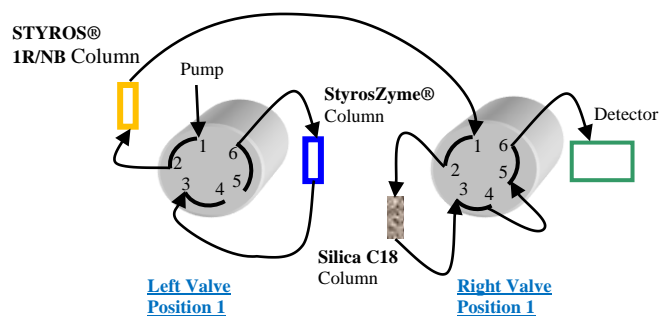 STYROS®
1R/NB Column
Pump
StyrosZyme®
Column
Detector
1
2
3
4
5
6
1
2
3
4
5
6
Silica C18
Column
Left Valve
Position 1
Right Valve
Position 1